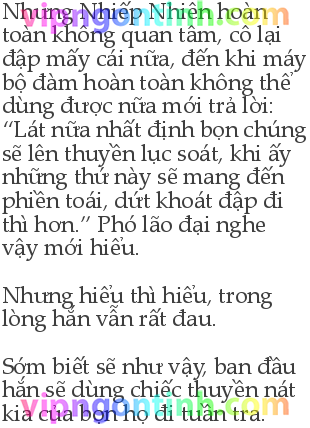 Nhưng Nhiếp Nhiên hoàn
toàn không quan tâm, cô lại
đập mấy cái nữa, đến khi máy
bộ đàm hoàn toàn không thể
dùng được nữa mới trả lời:
“Lát nữa nhất định bọn chúng
sẽ lên thuyền lục soát, khi ấy
những thứ này sẽ mang đến
phiền toái, dứt khoát đập đi
thì hơn.” Phó lão đại nghe
vậy mới hiểu.
Nhưng hiểu thì hiểu, trong
lòng hắn vẫn rất đau.
Sớm biết sẽ như vậy, ban đầu
hắn sẽ dùng chiếc thuyền nát
kia của bọn họ đi tuần tra.
vipngontinh.com
vipngontinh.com